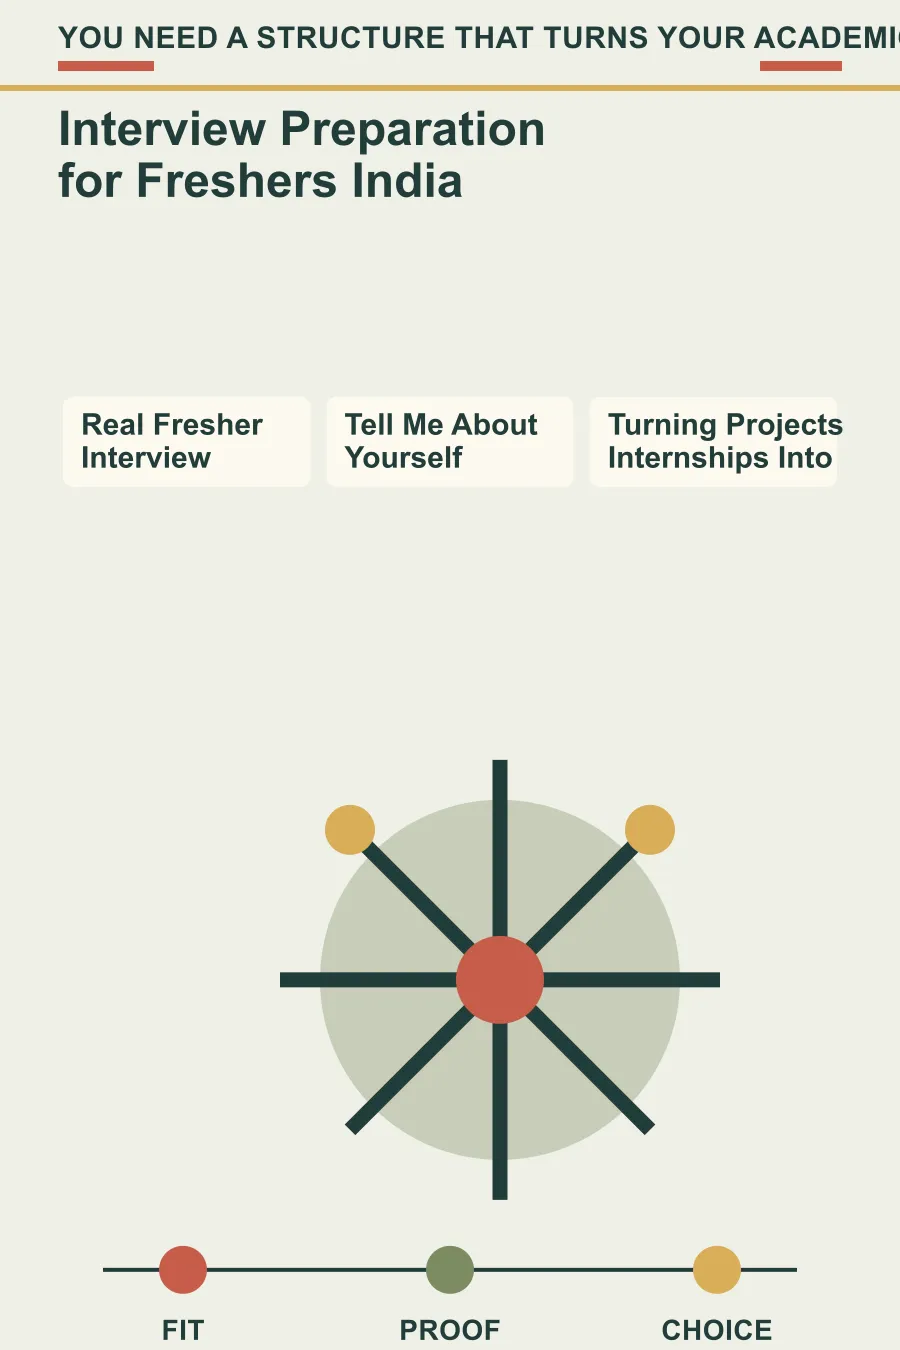 YOU NEED A STRUCTURE THAT TURNS YOUR ACADEMI
Interview Preparation
for Freshers India
Real Fresher
Interview
Tell Me About
Yourself
Turning Projects
Internships Into
FIT
PROOF
CHOICE